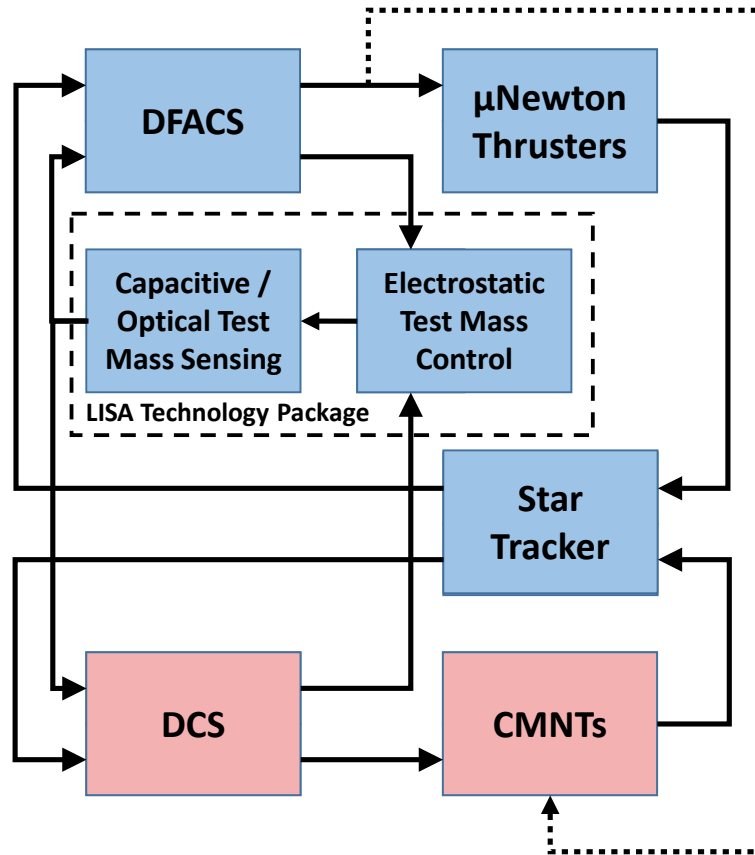 DFACS
µNewton
Thrusters
Capacitive /
Optical Test
Mass Sensing
Electrostatic
Test Mass
Control
LISA Technology Package
Star
Tracker
DCS
CMNTs